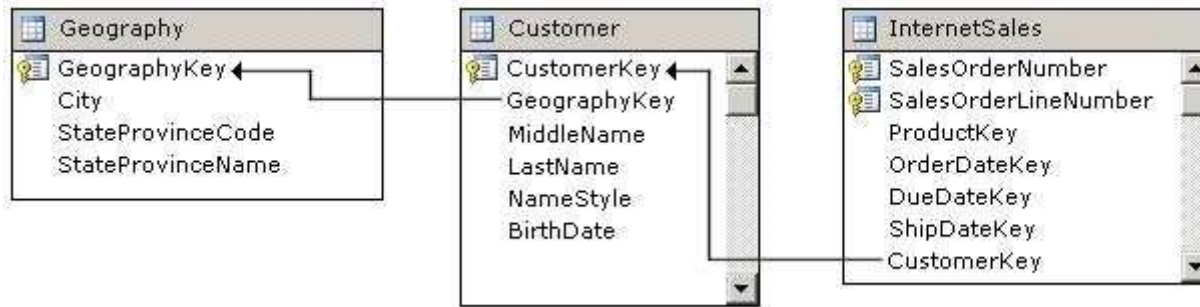 Geography
GeographyKey
City
StateProvinceCode
StateProvinceName
Customer
CustomerKey
GeographyKey
MiddleName
LastName
NameStyle
BirthDate
InternetSales
SalesOrderNumber
SalesOrderLineNumber
ProductKey
OrderDateKey
DueDateKey
ShipDateKey
CustomerKey